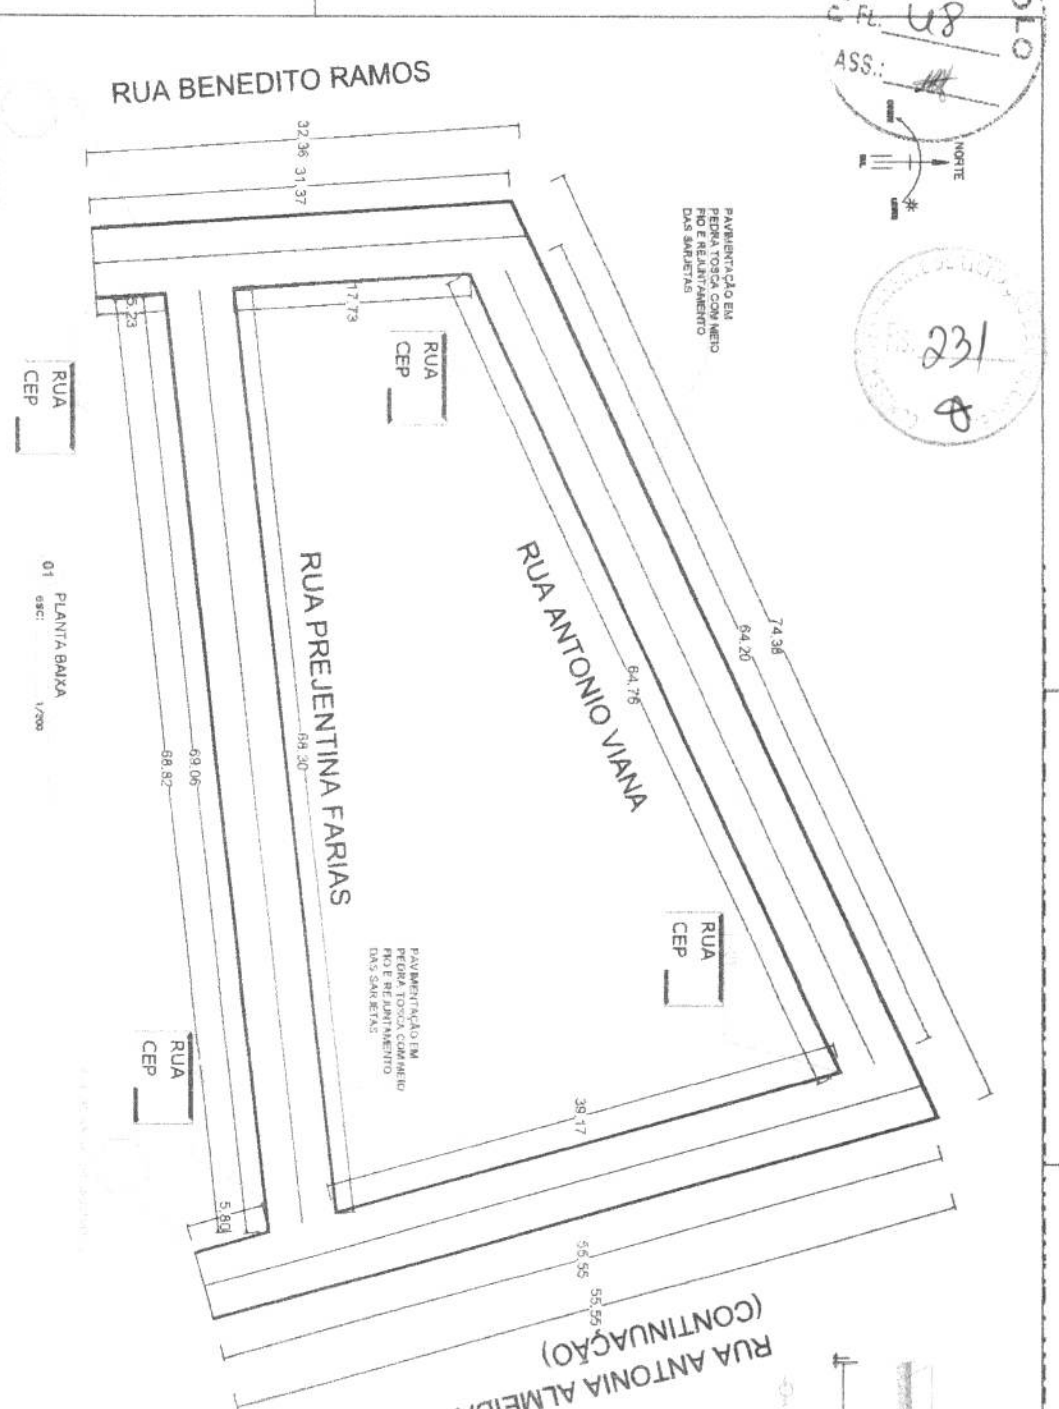 OLO
FL. 48
ASS.:
NORTE
SUL
231
RUA BENEDITO RAMOS
32,36
31,37
PAVIMENTAÇÃO EM
PEDRA TOSCA COM MEIO
FIO E REJUNTAMENTO
DAS SARJETAS
17,73
5,23
RUA
CEP
RUA
CEP
74,38
64,20
64,76
RUA ANTONIO VIANA
RUA PREJENTINA FARIAS
68,30
69,06
68,82
01 PLANTA BAIXA
esc: 1/200
RUA
CEP
PAVIMENTAÇÃO EM
PEDRA TOSCA COM MEIO
FIO E REJUNTAMENTO
DAS SARJETAS
RUA
CEP
39,17
5,80
55,55
55,55
RUA ANTONIA ALMEIDA
(CONTINUAÇÃO)